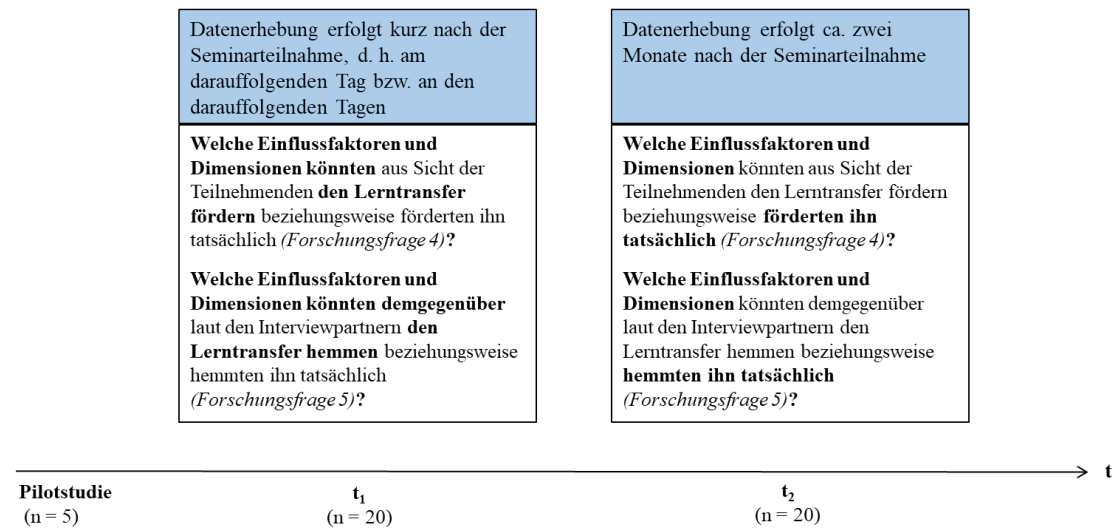 Datenerhebung erfolgt kurz nach der
Seminarteilnahme, d. h. am
darauffolgenden Tag bzw. an den
darauffolgenden Tagen
Welche Einflussfaktoren und
Dimensionen könnten aus Sicht der
Teilnehmenden den Lerntransfer
fördern beziehungsweise förderten ihn
tatsächlich (Forschungsfrage 4)?
Welche Einflussfaktoren und
Dimensionen könnten demgegenüber
laut den Interviewpartnern den
Lerntransfer hemmen beziehungsweise
hemmten ihn tatsächlich
(Forschungsfrage 5)?
Datenerhebung erfolgt ca. zwei
Monate nach der Seminarteilnahme
Welche Einflussfaktoren und
Dimensionen könnten aus Sicht der
Teilnehmenden den Lerntransfer fördern
beziehungsweise förderten ihn
tatsächlich (Forschungsfrage 4)?
Welche Einflussfaktoren und
Dimensionen könnten demgegenüber
laut den Interviewpartnern den
Lerntransfer hemmen beziehungsweise
hemmten ihn tatsächlich
(Forschungsfrage 5)?
t
Pilotstudie
(n = 5)
t₁
(n = 20)
t₂
(n = 20)